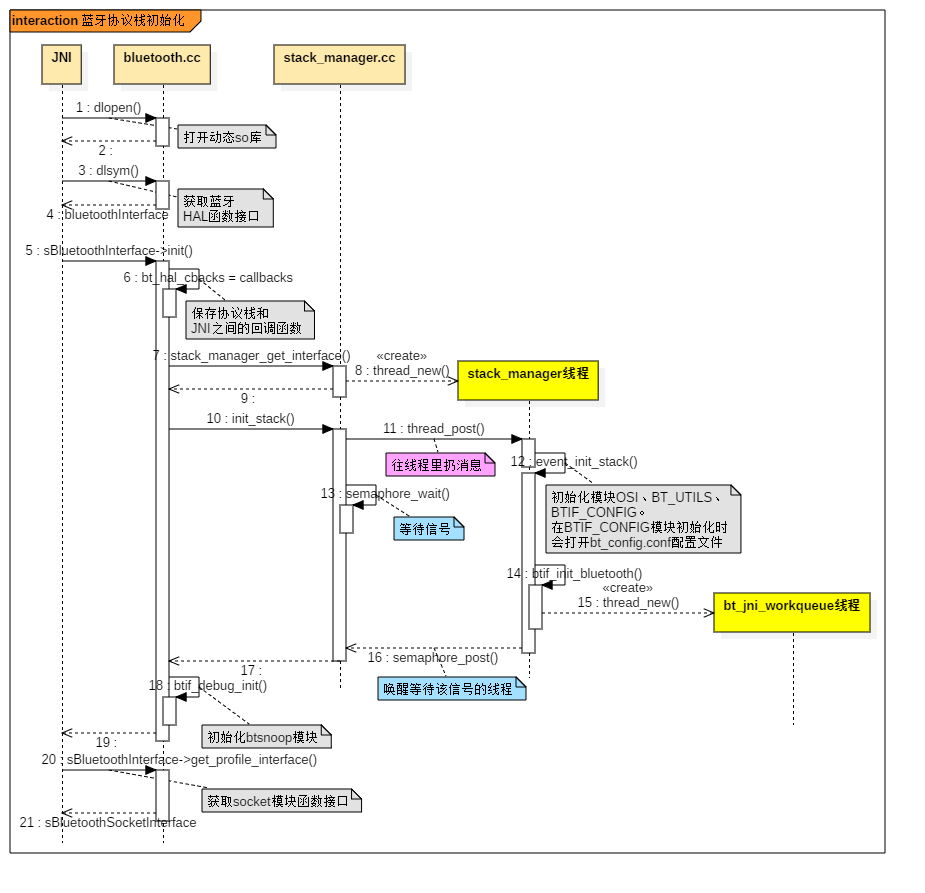 interaction 蓝牙协议栈初始化
JNI
bluetooth.cc
stack_manager.cc
1 : dlopen()
打开动态so库
2 :
3 : dlsym()
获取蓝牙
HAL函数接口
4 : bluetoothInterface
5 : sBluetoothInterface->init()
6 : bt_hal_cbacks = callbacks
保存协议栈和
JNI之间的回调函数
7 : stack_manager_get_interface()
«create»
8 : thread_new()
stack_manager线程
9 :
10 : init_stack()
11 : thread_post()
往线程里扔消息
12 : event_init_stack()
初始化模块OSI、BT_UTILS、
BTIF_CONFIG。
在BTIF_CONFIG模块初始化时
会打开bt_config.conf配置文件
13 : semaphore_wait()
等待信号
14 : btif_init_bluetooth()
«create»
15 : thread_new()
bt_jni_workqueue线程
16 : semaphore_post()
唤醒等待该信号的线程
17 :
18 : btif_debug_init()
初始化btsnoop模块
19 :
20 : sBluetoothInterface->get_profile_interface()
获取socket模块函数接口
21 : sBluetoothSocketInterface